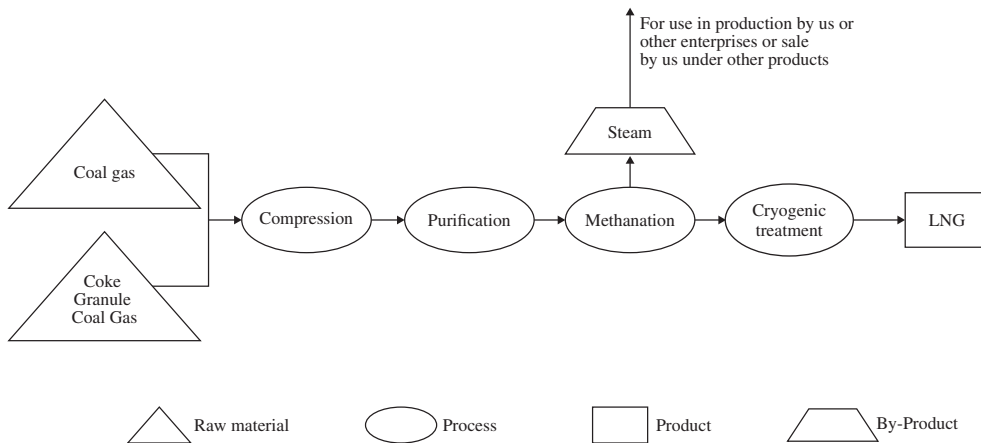 For use in production by us or
other enterprises or sale
by us under other products
Steam
Coal gas
Compression
Purification
Methanation
Cryogenic
treatment
LNG
Coke
Granule
Coal Gas
Raw material
Process
Product
By-Product